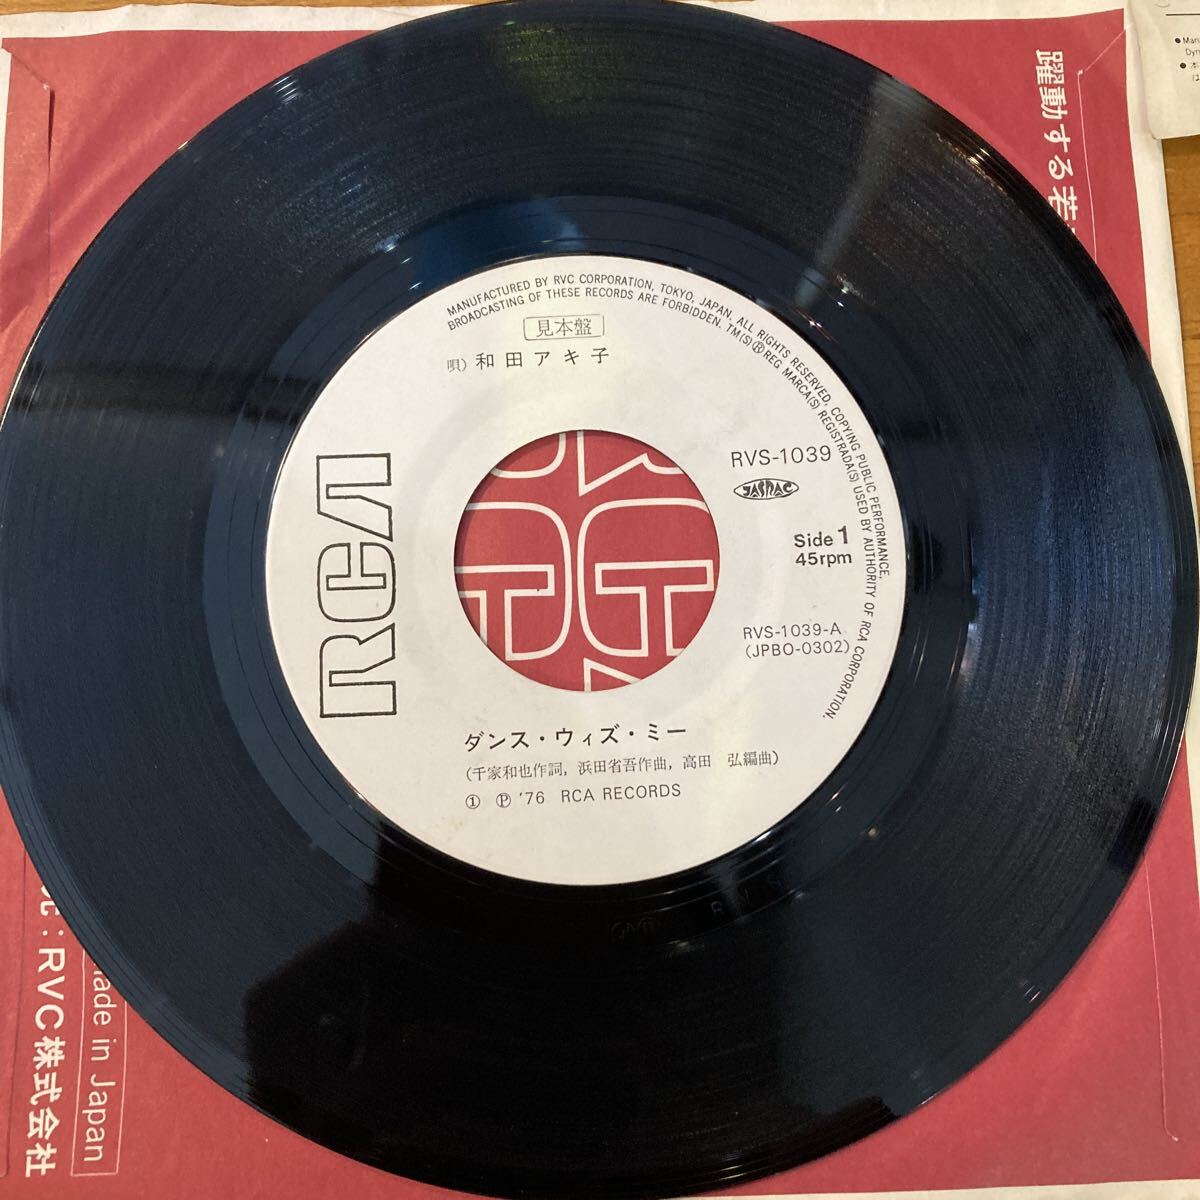 MANUFACTURED BY RVC CORPORATION, TOKYO, JAPAN. ALL RIGHTS RESERVED, COPYING PUBLIC PERFORMANCE,
BROADCASTING OF THESE RECORDS ARE FORBIDDEN. TM(S)®REG. MARCA(S) REGISTRADA(S) USED BY AUTHORITY OF RCA CORPORATION.
見本盤
唄) 和田アキ子
RCA
RVS-1039
JASRAC
Side 1
45rpm
RVS-1039-A
(JPBO-0302)
ダンス・ウィズ・ミー
(千家和也作詞, 浜田省吾作曲, 高田 弘編曲)
① Ⓟ '76 RCA RECORDS
躍動する若
: RVC株式会社
Made in Japan